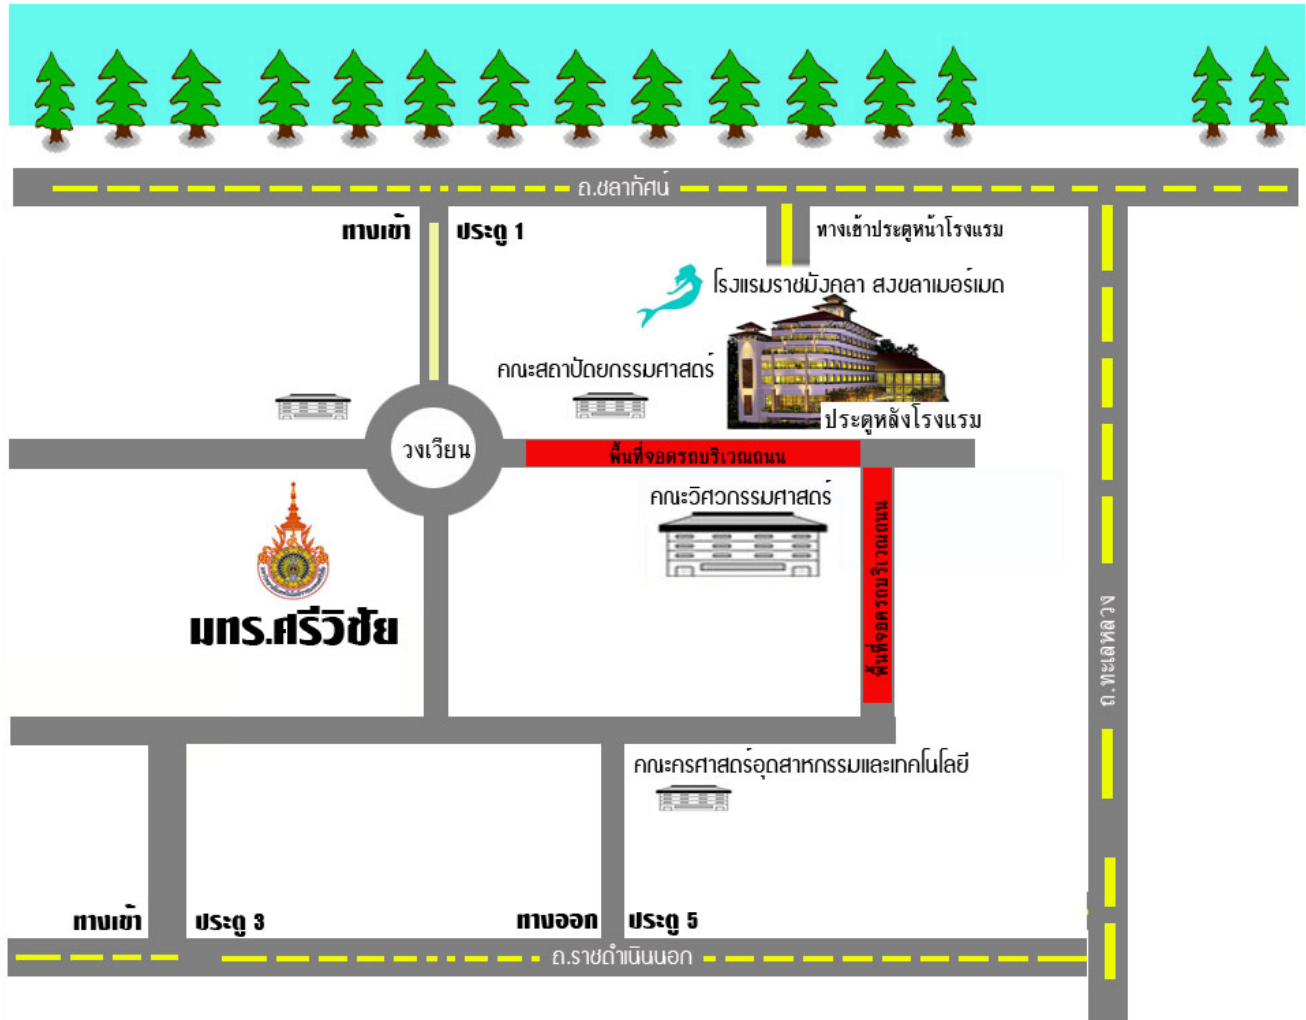 ถ.ชลาทัศน์
ทางเข้า ประตู 1
ทางเข้าประตูหน้าโรงแรม
โรงแรมราชมังคลา สงขลาเมอร์เมด
คณะสถาปัตยกรรมศาสตร์
ประตูหลังโรงแรม
วงเวียน
พื้นที่จอดรถบริเวณถนน
คณะวิศวกรรมศาสตร์
พื้นที่จอดรถบริเวณถนน
มทร.ศรีวิชัย
ถ.ทะเลหลวง
คณะครุศาสตร์อุตสาหกรรมและเทคโนโลยี
ทางเข้า ประตู 3
ทางออก ประตู 5
ถ.ราชดำเนินนอก